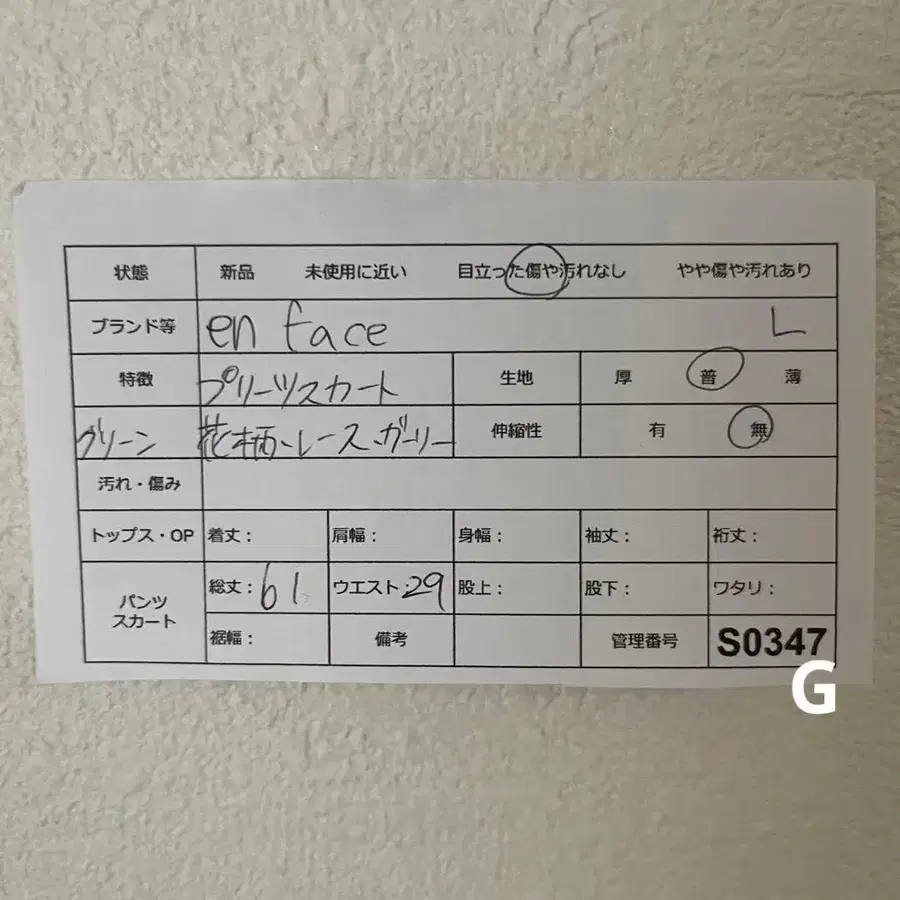 状態 新品 未使用に近い 目立った傷や汚れなし やや傷や汚れあり
ブランド等 en face L
特徴 プリーツスカート 生地 厚 普 薄
グリーン 花柄、レース、ガーリー 伸縮性 有 無
汚れ・傷み
トップス・OP 着丈： 肩幅： 身幅： 袖丈： 裄丈：
パンツ スカート 総丈：61 ウエスト：29 股上： 股下： ワタリ：
裾幅： 備考 管理番号 S0347
G